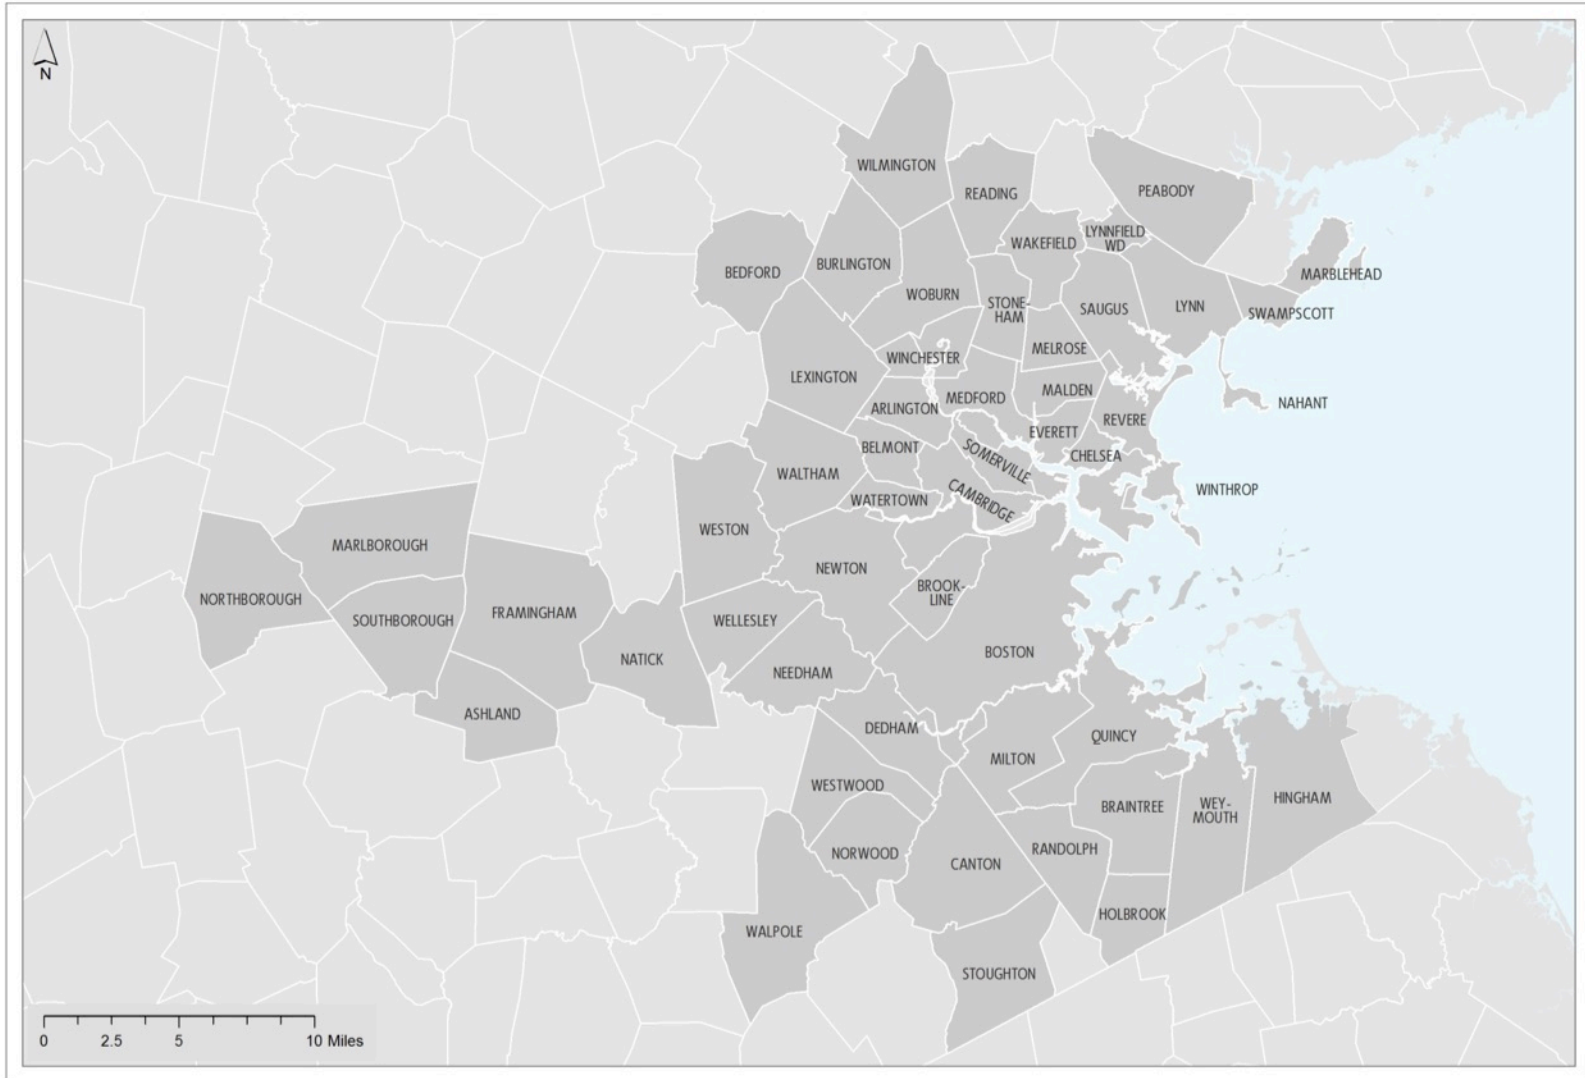 N
WILMINGTON
READING
PEABODY
WAKEFIELD
LYNNFIELD
WD
BEDFORD
BURLINGTON
MARBLEHEAD
WOBURN
STONE-
HAM
SAUGUS
LYNN
SWAMPSCOTT
WINCHESTER
MELROSE
LEXINGTON
MALDEN
MEDFORD
NAHANT
ARLINGTON
REVERE
EVERETT
BELMONT
CHELSEA
SOMERVILLE
WALTHAM
WINTHROP
WATERTOWN
CAMBRIDGE
WESTON
MARLBOROUGH
NEWTON
BROOK-
LINE
NORTHBOROUGH
FRAMINGHAM
SOUTHBOROUGH
WELLESLEY
BOSTON
NATICK
NEEDHAM
ASHLAND
DEDHAM
QUINCY
MILTON
WESTWOOD
HINGHAM
BRAINTREE
WEY-
MOUTH
RANDOLPH
NORWOOD
CANTON
HOLBROOK
WALPOLE
STOUGHTON
0 2.5 5 10 Miles